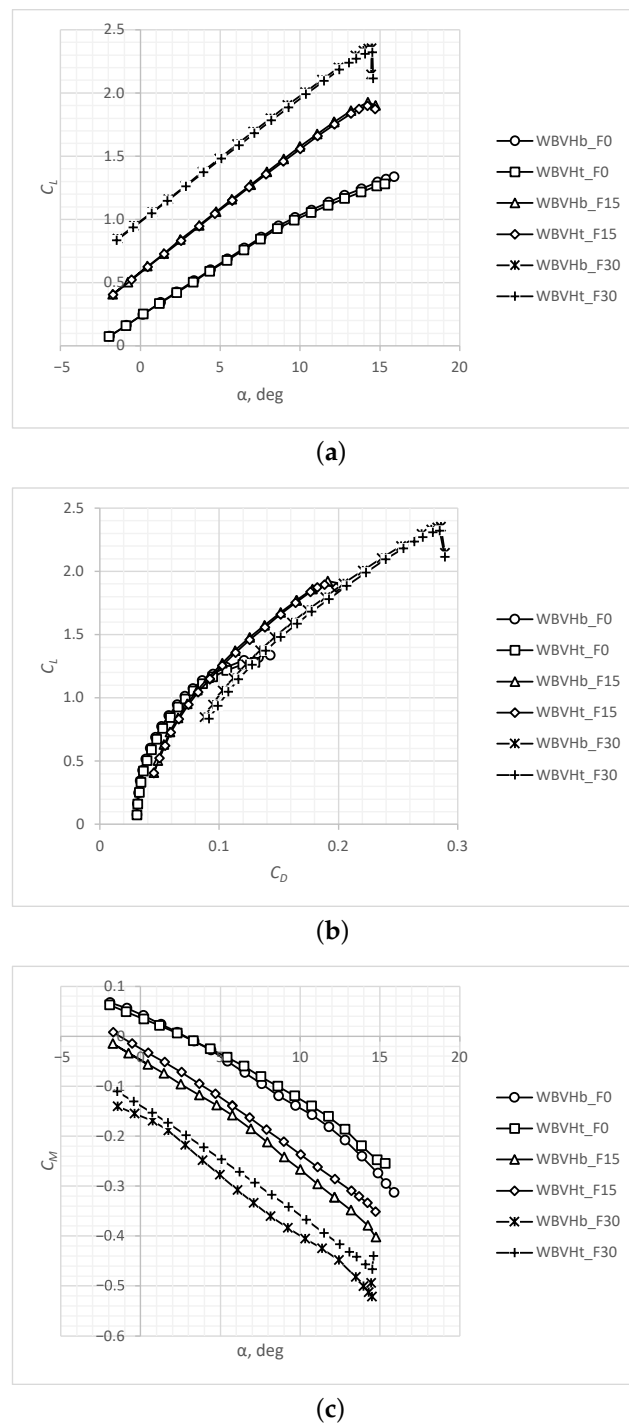 2.5
2.0
1.5
1.0
0.5
0
C_L
−5
0
5
10
15
20
α, deg
WBVHb_F0
WBVHt_F0
WBVHb_F15
WBVHt_F15
WBVHb_F30
WBVHt_F30
(a)
2.5
2.0
1.5
1.0
0.5
0
C_L
0
0.1
0.2
0.3
C_D
WBVHb_F0
WBVHt_F0
WBVHb_F15
WBVHt_F15
WBVHb_F30
WBVHt_F30
(b)
0.1
0
−0.1
−0.2
−0.3
−0.4
−0.5
−0.6
C_M
−5
0
5
10
15
20
α, deg
WBVHb_F0
WBVHt_F0
WBVHb_F15
WBVHt_F15
WBVHb_F30
WBVHt_F30
(c)